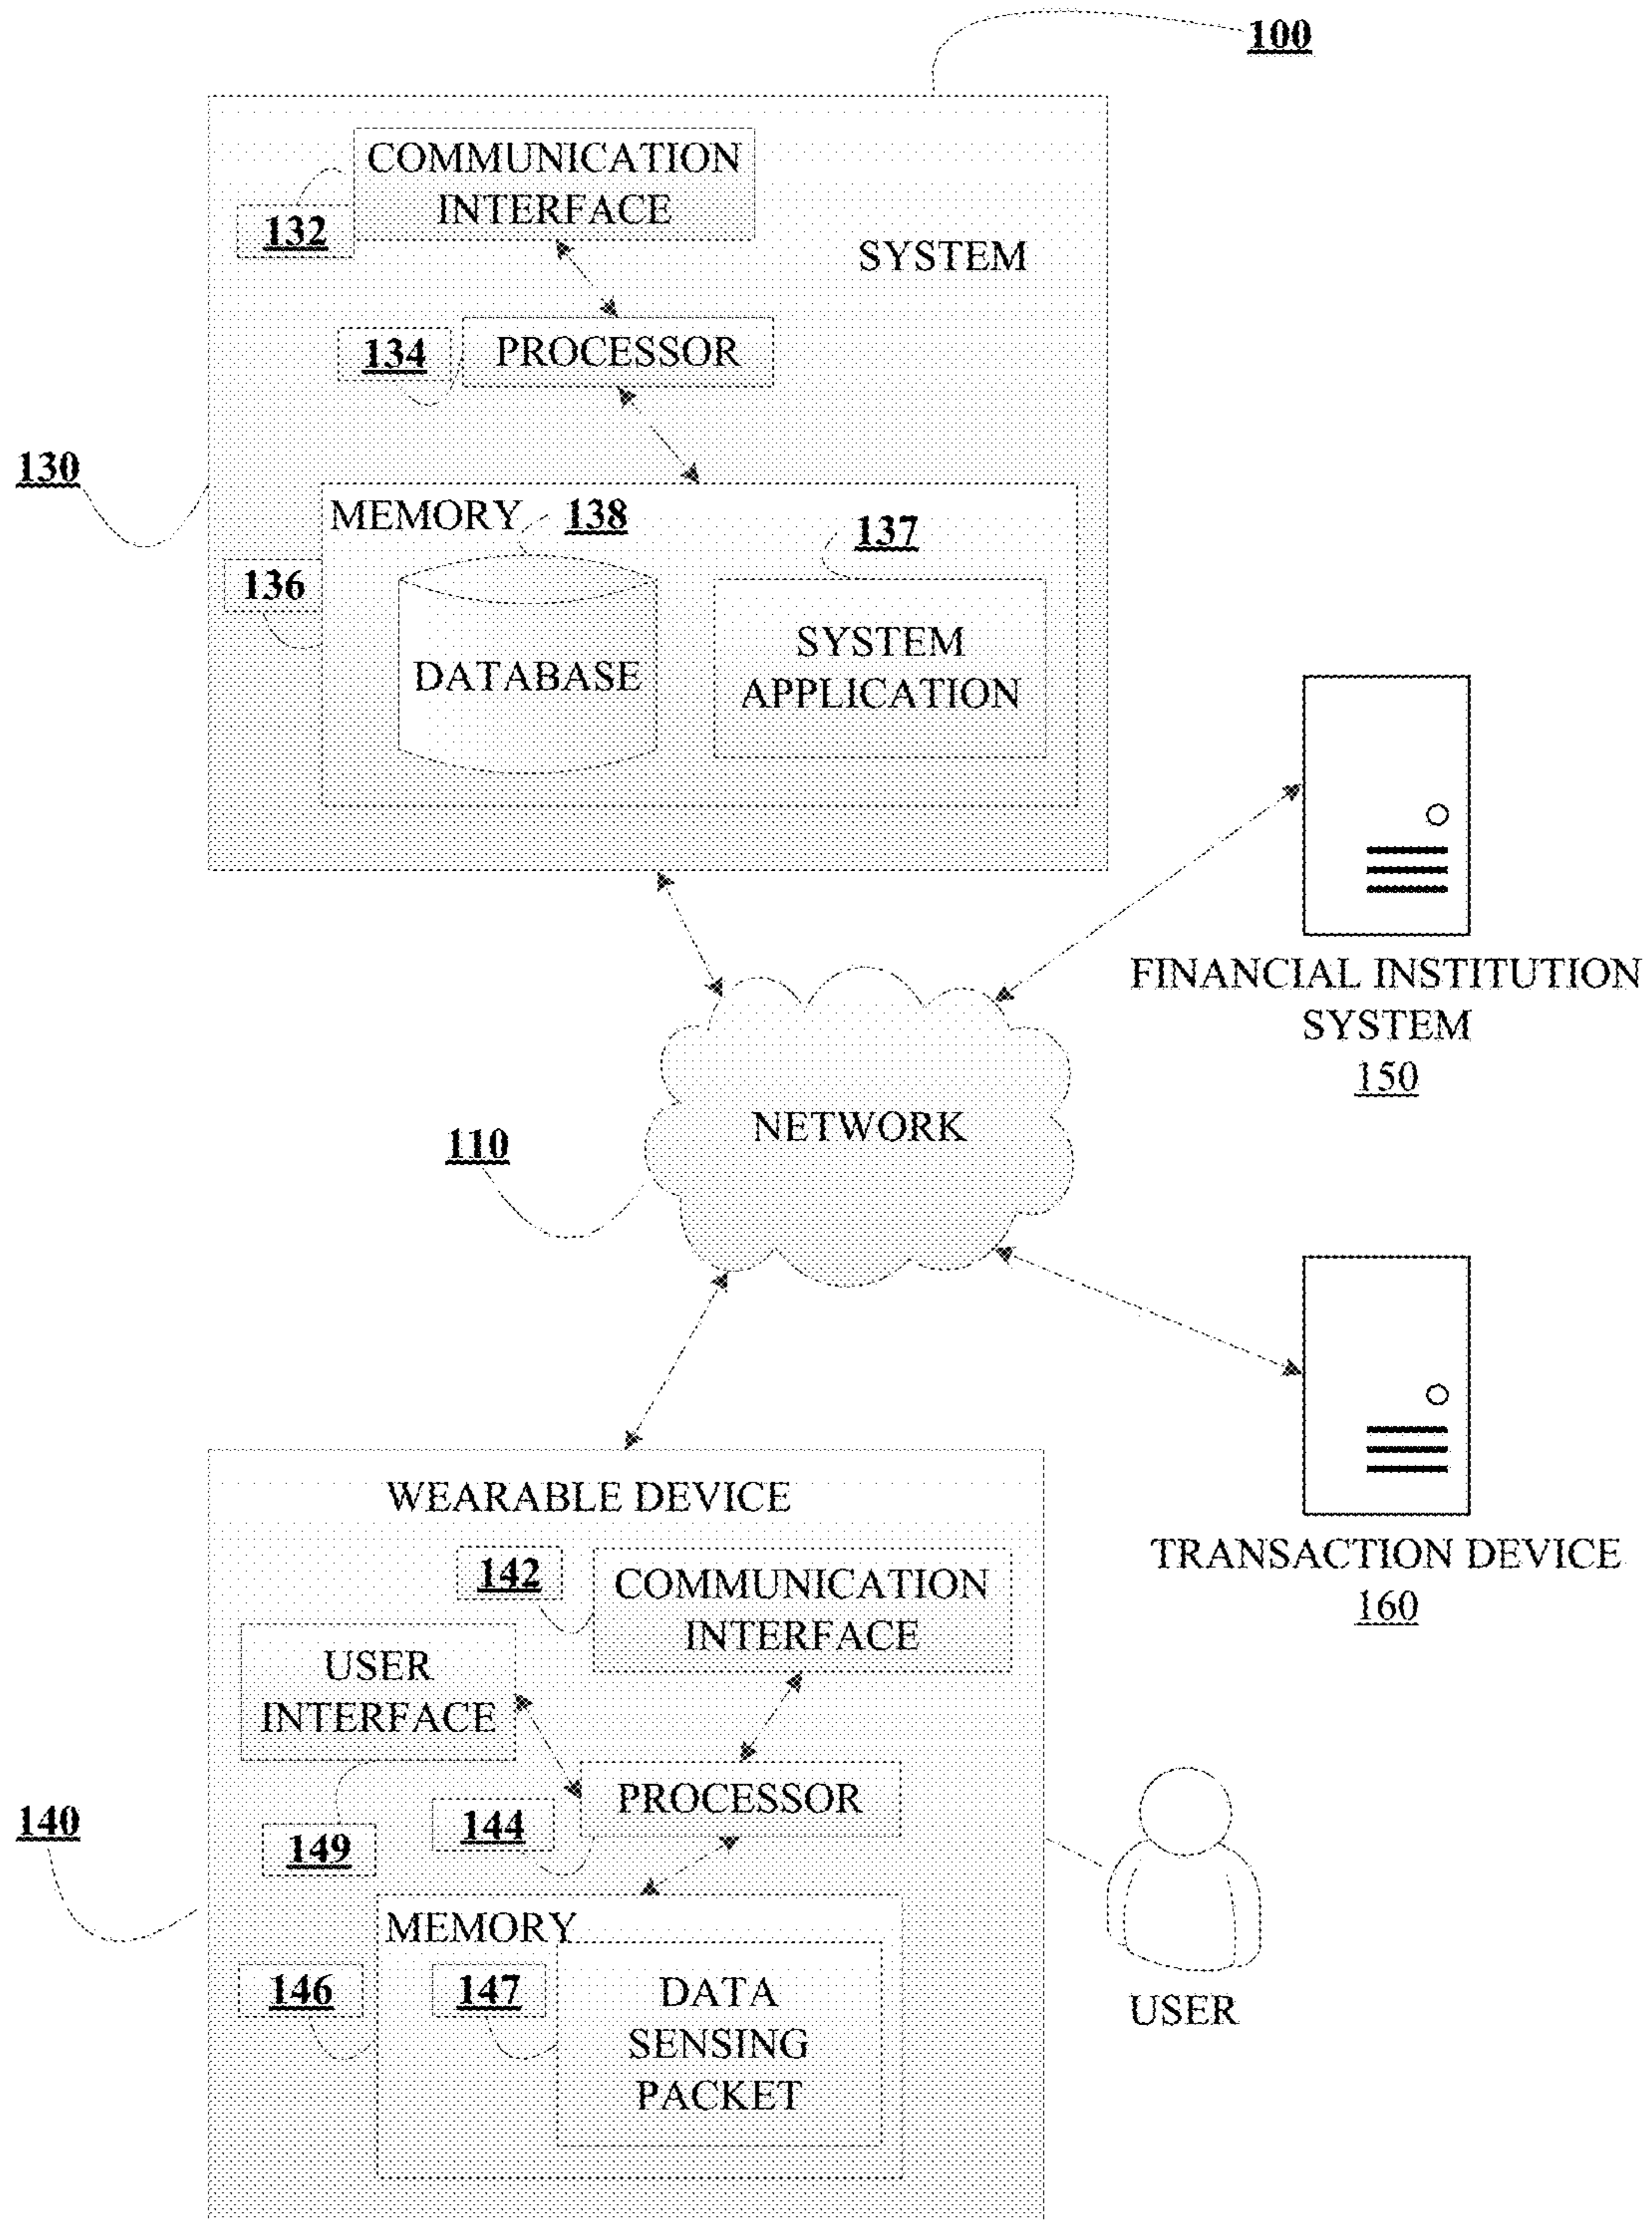 100
COMMUNICATION
INTERFACE
132
SYSTEM
134
PROCESSOR
130
MEMORY
138
137
136
DATABASE
SYSTEM
APPLICATION
FINANCIAL INSTITUTION
SYSTEM
150
NETWORK
110
WEARABLE DEVICE
TRANSACTION DEVICE
160
142
COMMUNICATION
INTERFACE
USER
INTERFACE
PROCESSOR
140
144
149
MEMORY
146
147
DATA
SENSING
PACKET
USER